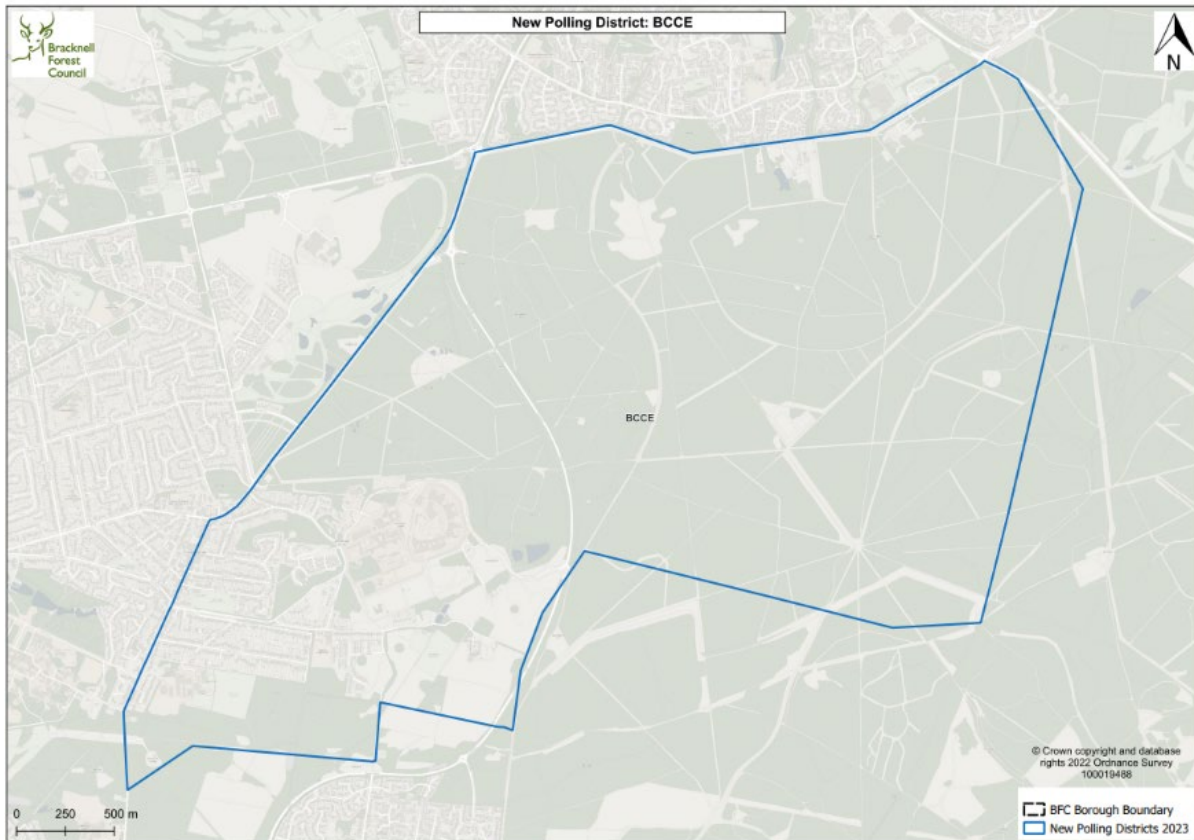 New Polling District: BCCE
Bracknell
Forest
Council
N
BCCE
© Crown copyright and database
rights 2022 Ordnance Survey
100019488
BFC Borough Boundary
New Polling Districts 2023
0 250 500 m